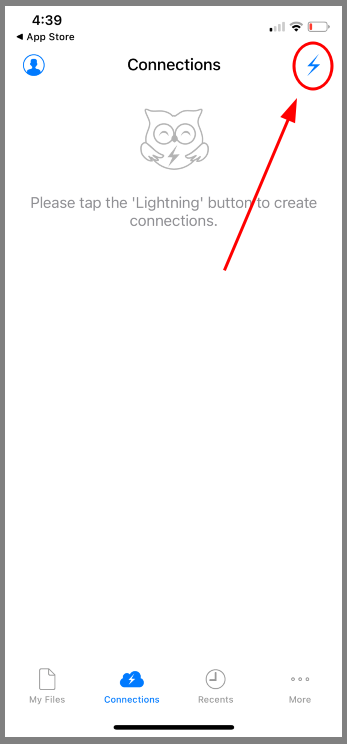 4:39
◀ App Store
Connections
Please tap the 'Lightning' button to create
connections.
My Files
Connections
Recents
More